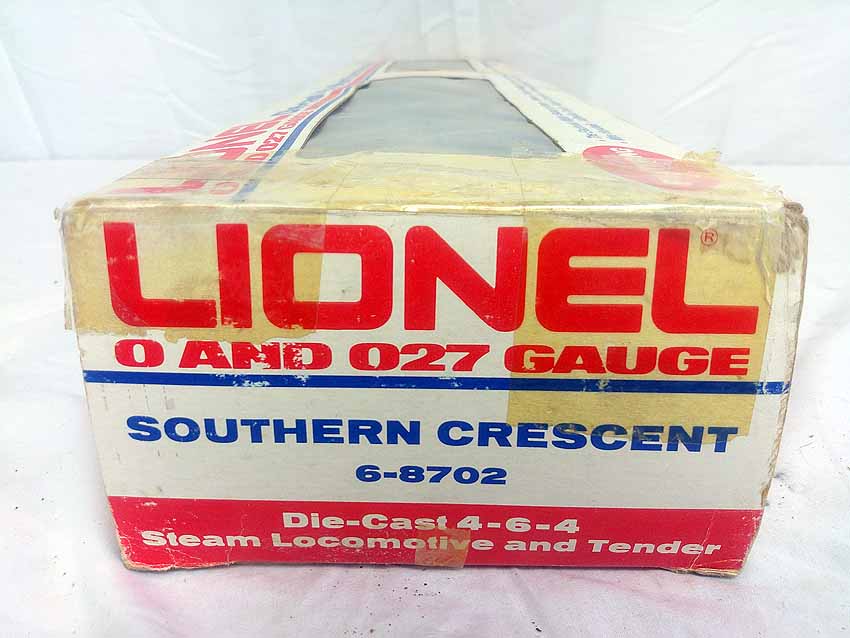 LIONEL®
O AND O27 GAUGE
SOUTHERN CRESCENT
6-8702
Die-Cast 4-6-4
Steam Locomotive and Tender